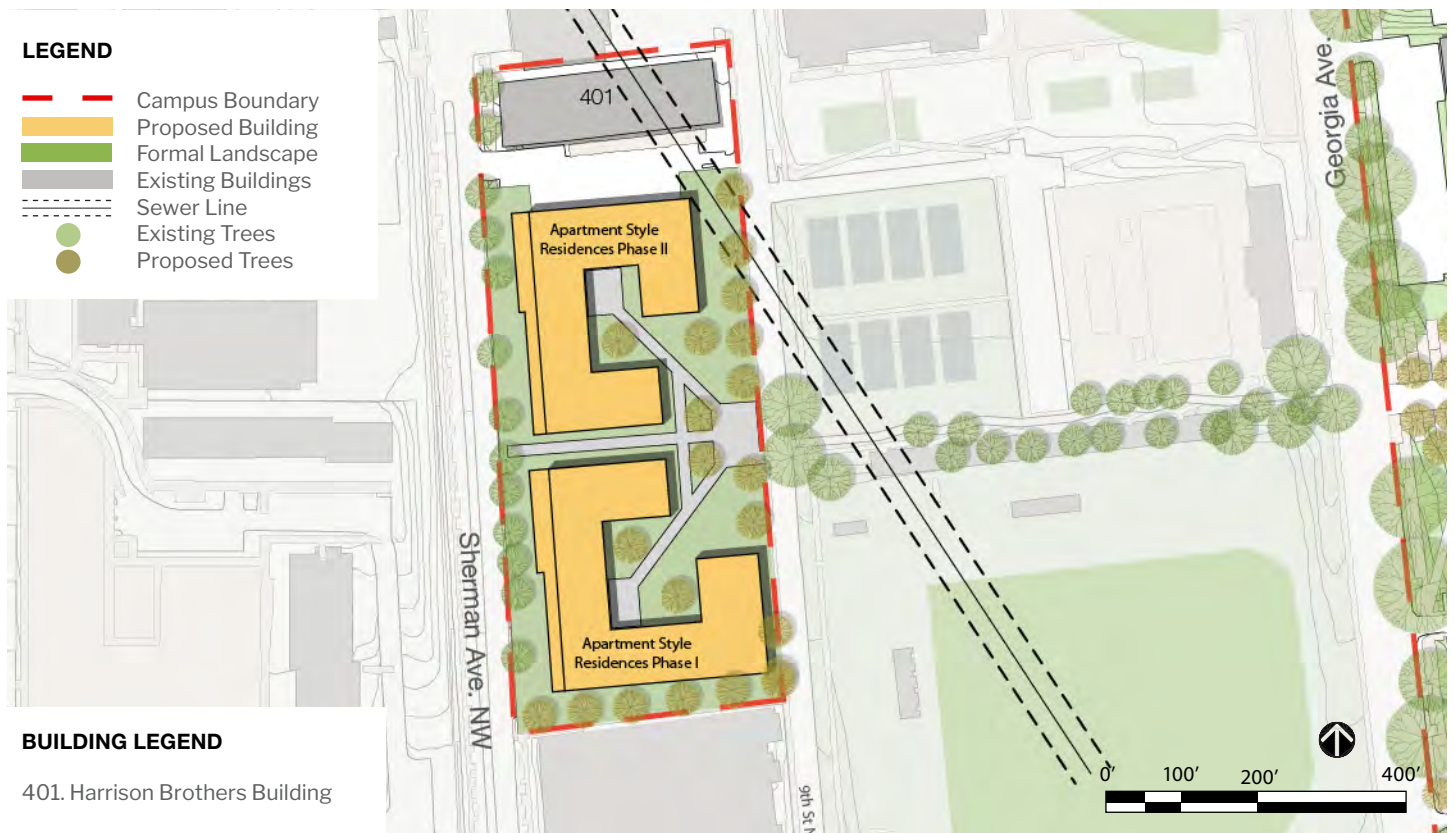 LEGEND
Campus Boundary
Proposed Building
Formal Landscape
Existing Buildings
Sewer Line
Existing Trees
Proposed Trees
401
Georgia Ave.
Apartment Style
Residences Phase II
Sherman Ave. NW
Apartment Style
Residences Phase I
9th St N
BUILDING LEGEND
401. Harrison Brothers Building
0’ 100’ 200’ 400’